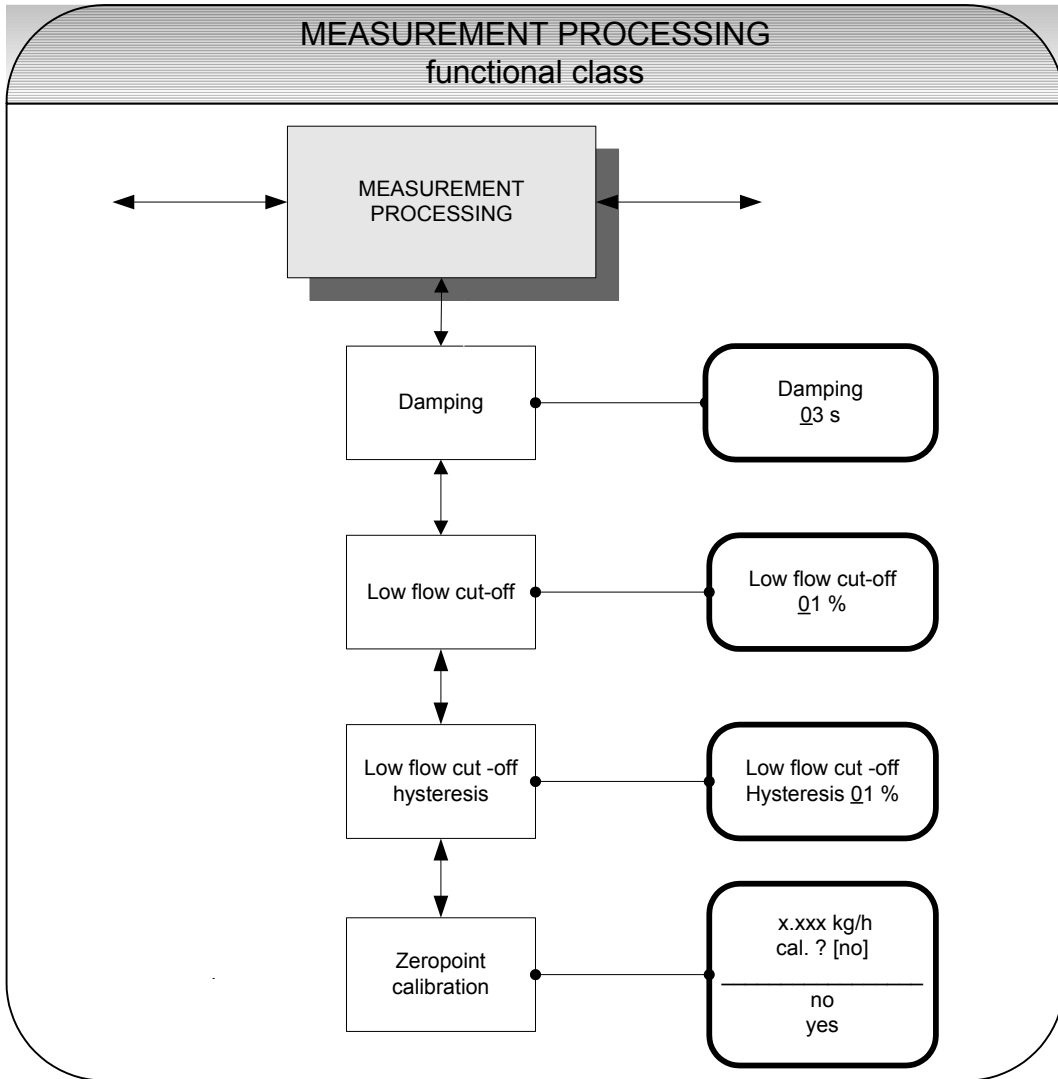 MEASUREMENT PROCESSING
functional class
MEASUREMENT
PROCESSING
Damping
Damping
03 s
Low flow cut-off
Low flow cut-off
01 %
Low flow cut -off
hysteresis
Low flow cut -off
Hysteresis 01 %
Zeropoint
calibration
x.xxx kg/h
cal. ? [no]
no
yes